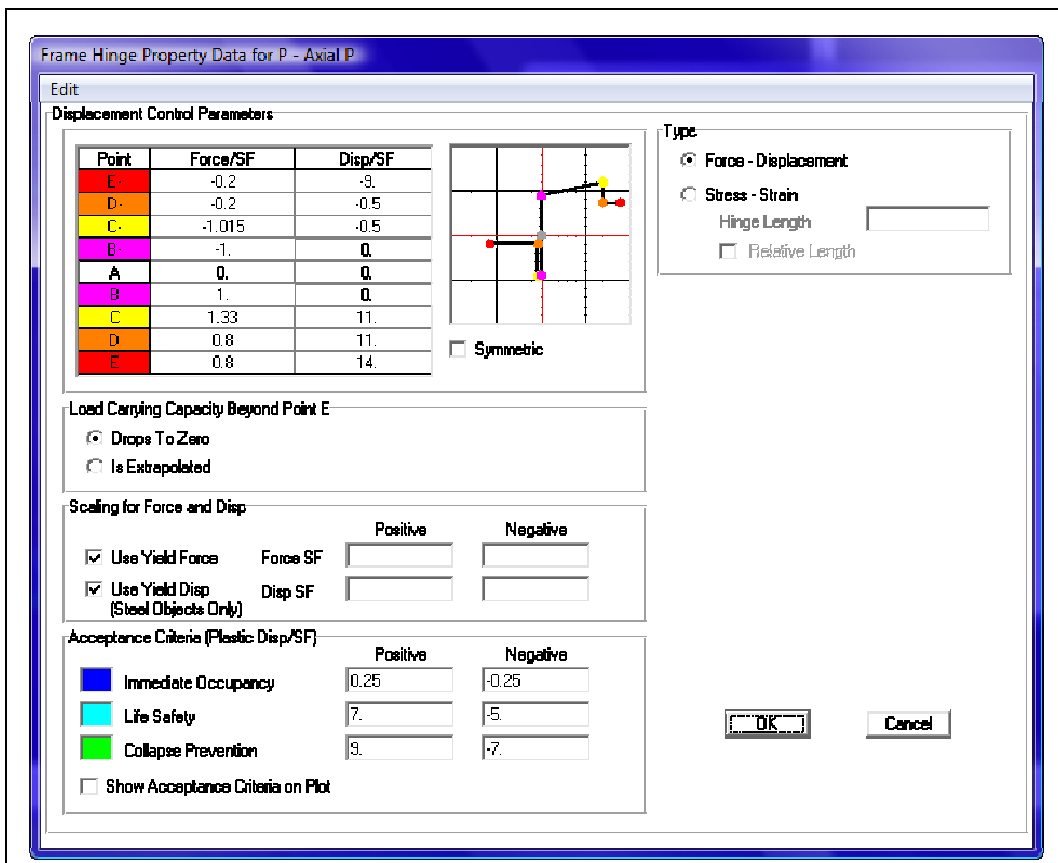 Frame Hinge Property Data for P - Axial P
Edit
Displacement Control Parameters
Point Force/SF Disp/SF
E- -0.2 -9.
D- -0.2 -0.5
C- -1.015 -0.5
B- -1. 0.
A 0. 0.
B 1. 0.
C 1.33 11.
D 0.8 11.
E 0.8 14.
Symmetric
Type
Force - Displacement
Stress - Strain
Hinge Length
Relative Length
Load Carrying Capacity Beyond Point E
Drops To Zero
Is Extrapolated
Scaling for Force and Disp
Positive Negative
Use Yield Force Force SF
Use Yield Disp Disp SF
(Steel Objects Only)
Acceptance Criteria (Plastic Disp/SF)
Positive Negative
Immediate Occupancy 0.25 -0.25
Life Safety 7. -5.
Collapse Prevention 9. -7.
Show Acceptance Criteria on Plot
OK Cancel